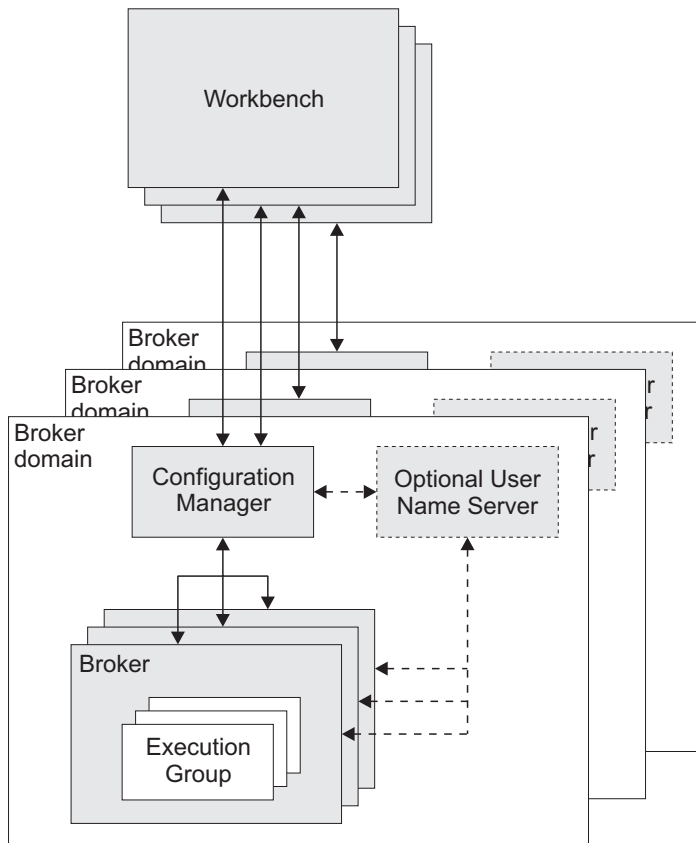 Workbench
Broker
domain
Broker
domain
Broker
domain
Configuration
Manager
Optional User
Name Server
Broker
Execution
Group